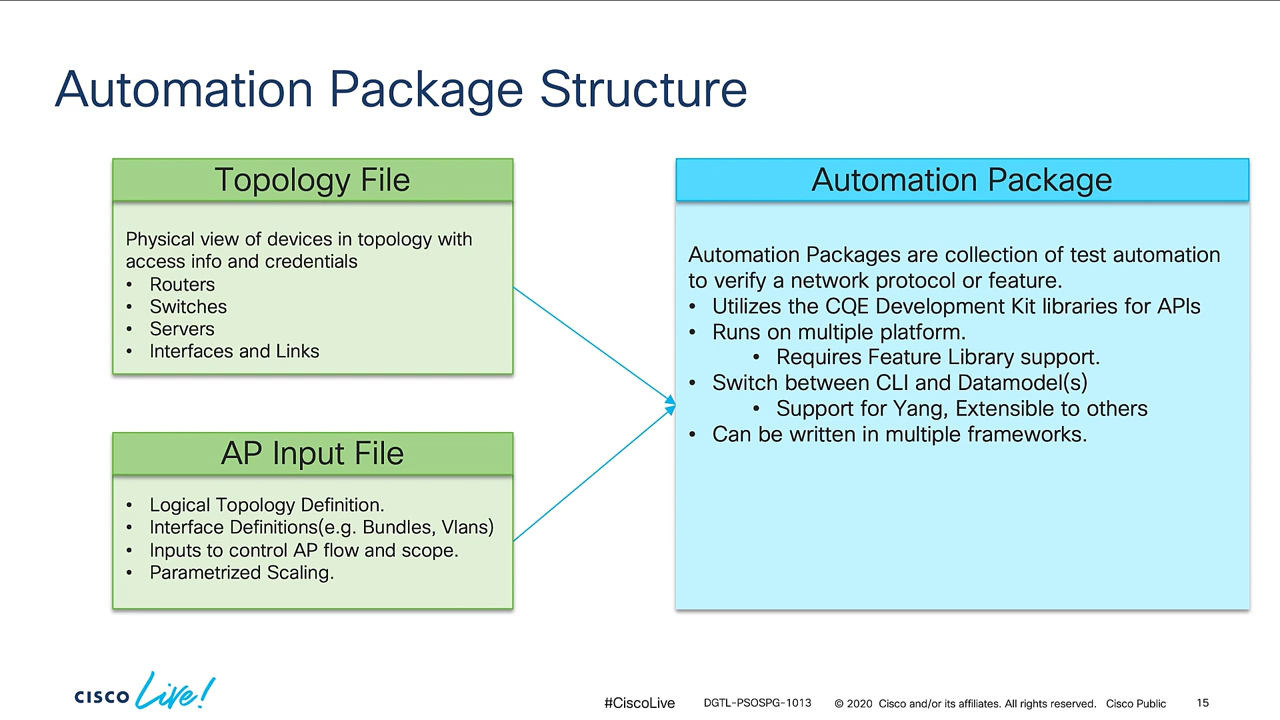 Automation Package Structure
Topology File
Physical view of devices in topology with
access info and credentials
• Routers
• Switches
• Servers
• Interfaces and Links
AP Input File
• Logical Topology Definition.
• Interface Definitions(e.g. Bundles, Vlans)
• Inputs to control AP flow and scope.
• Parametrized Scaling.
Automation Package
Automation Packages are collection of test automation
to verify a network protocol or feature.
• Utilizes the CQE Development Kit libraries for APIs
• Runs on multiple platform.
• Requires Feature Library support.
• Switch between CLI and Datamodel(s)
• Support for Yang, Extensible to others
• Can be written in multiple frameworks.
CISCO Live!
#CiscoLive DGTL-PSOSPG-1013 © 2020 Cisco and/or its affiliates. All rights reserved. Cisco Public 15